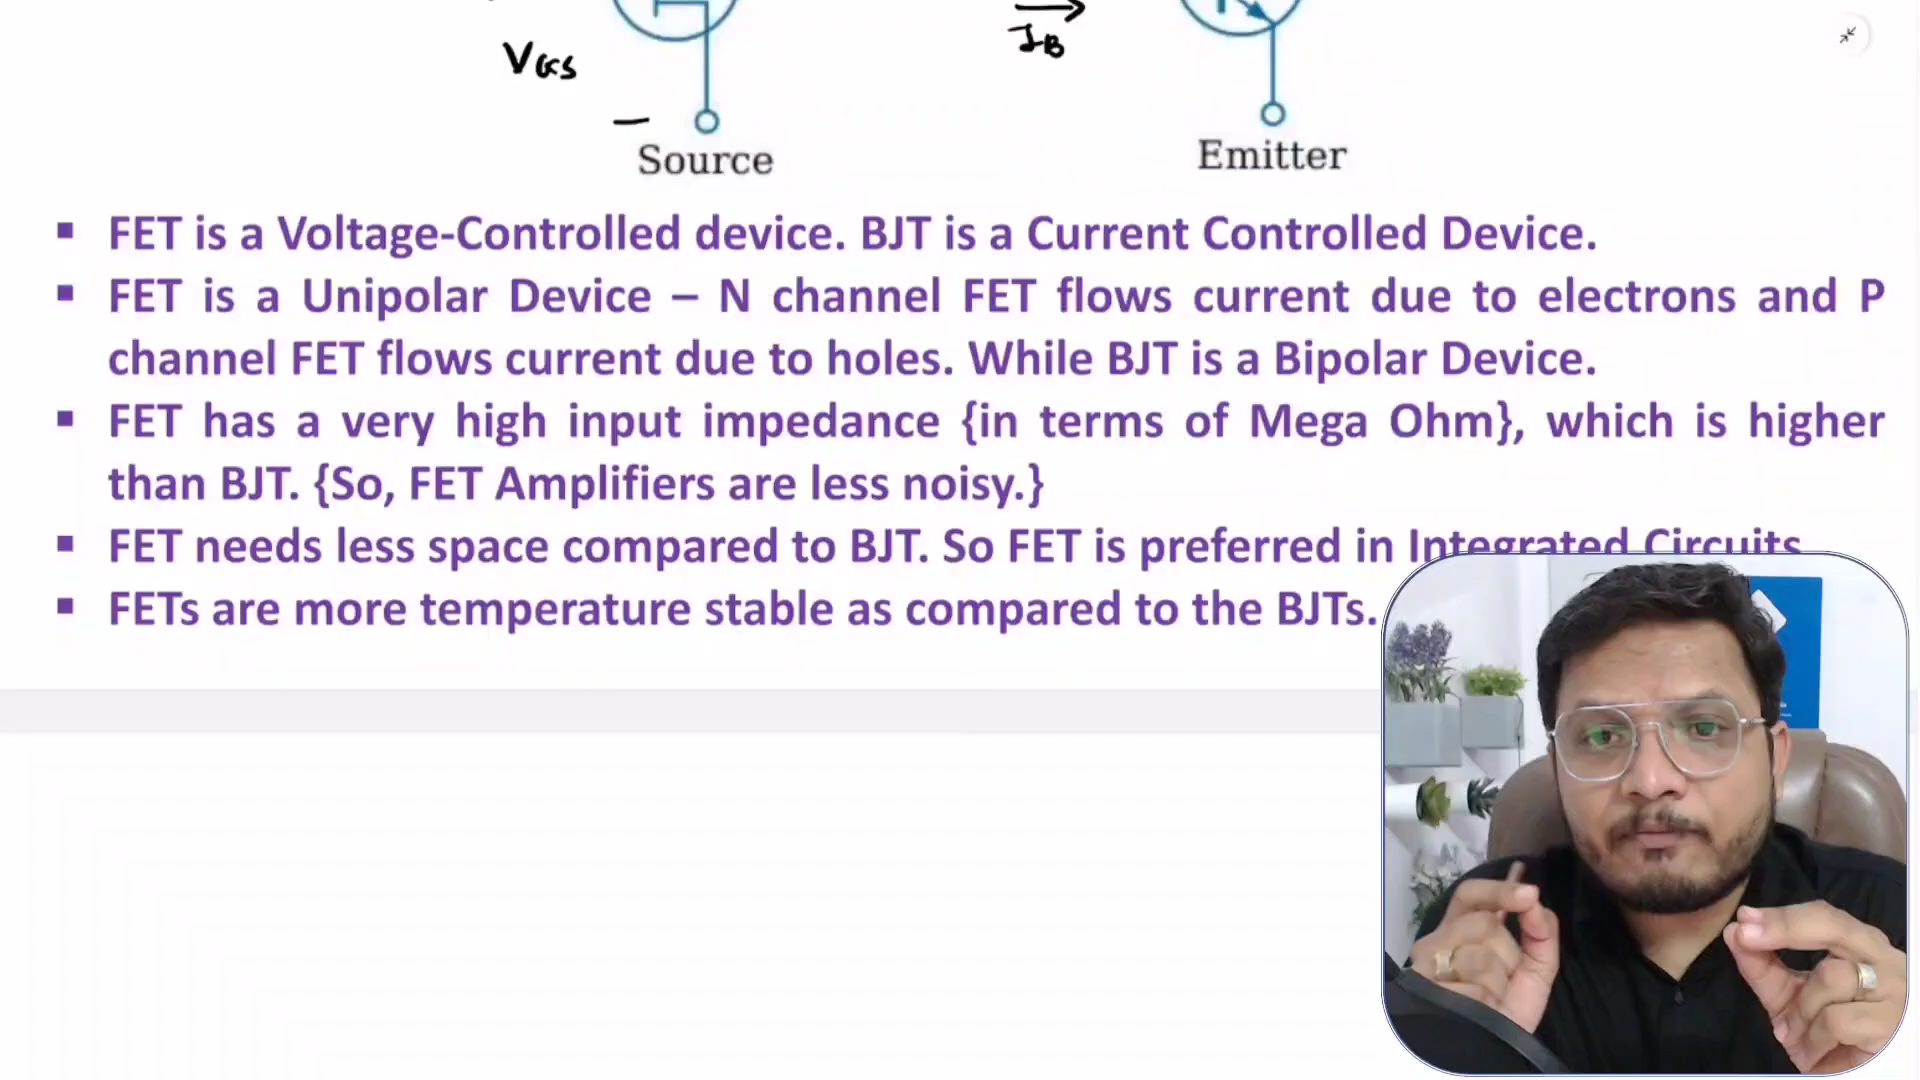 VGS
IB
Source
Emitter
▪ FET is a Voltage-Controlled device. BJT is a Current Controlled Device.
▪ FET is a Unipolar Device – N channel FET flows current due to electrons and P
channel FET flows current due to holes. While BJT is a Bipolar Device.
▪ FET has a very high input impedance {in terms of Mega Ohm}, which is higher
than BJT. {So, FET Amplifiers are less noisy.}
▪ FET needs less space compared to BJT. So FET is preferred in Integrated Circuits
▪ FETs are more temperature stable as compared to the BJTs.